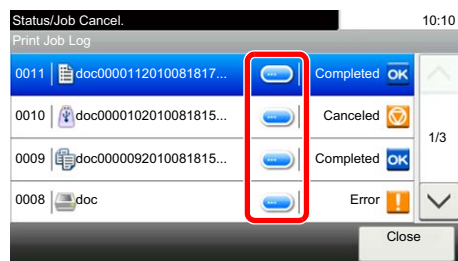 Status/Job Cancel. 10:10
Print Job Log
0011 doc0000112010081817... ... Completed OK
0010 doc0000102010081815... ... Canceled
1/3
0009 doc0000092010081815... ... Completed OK
0008 doc ... Error !
Close